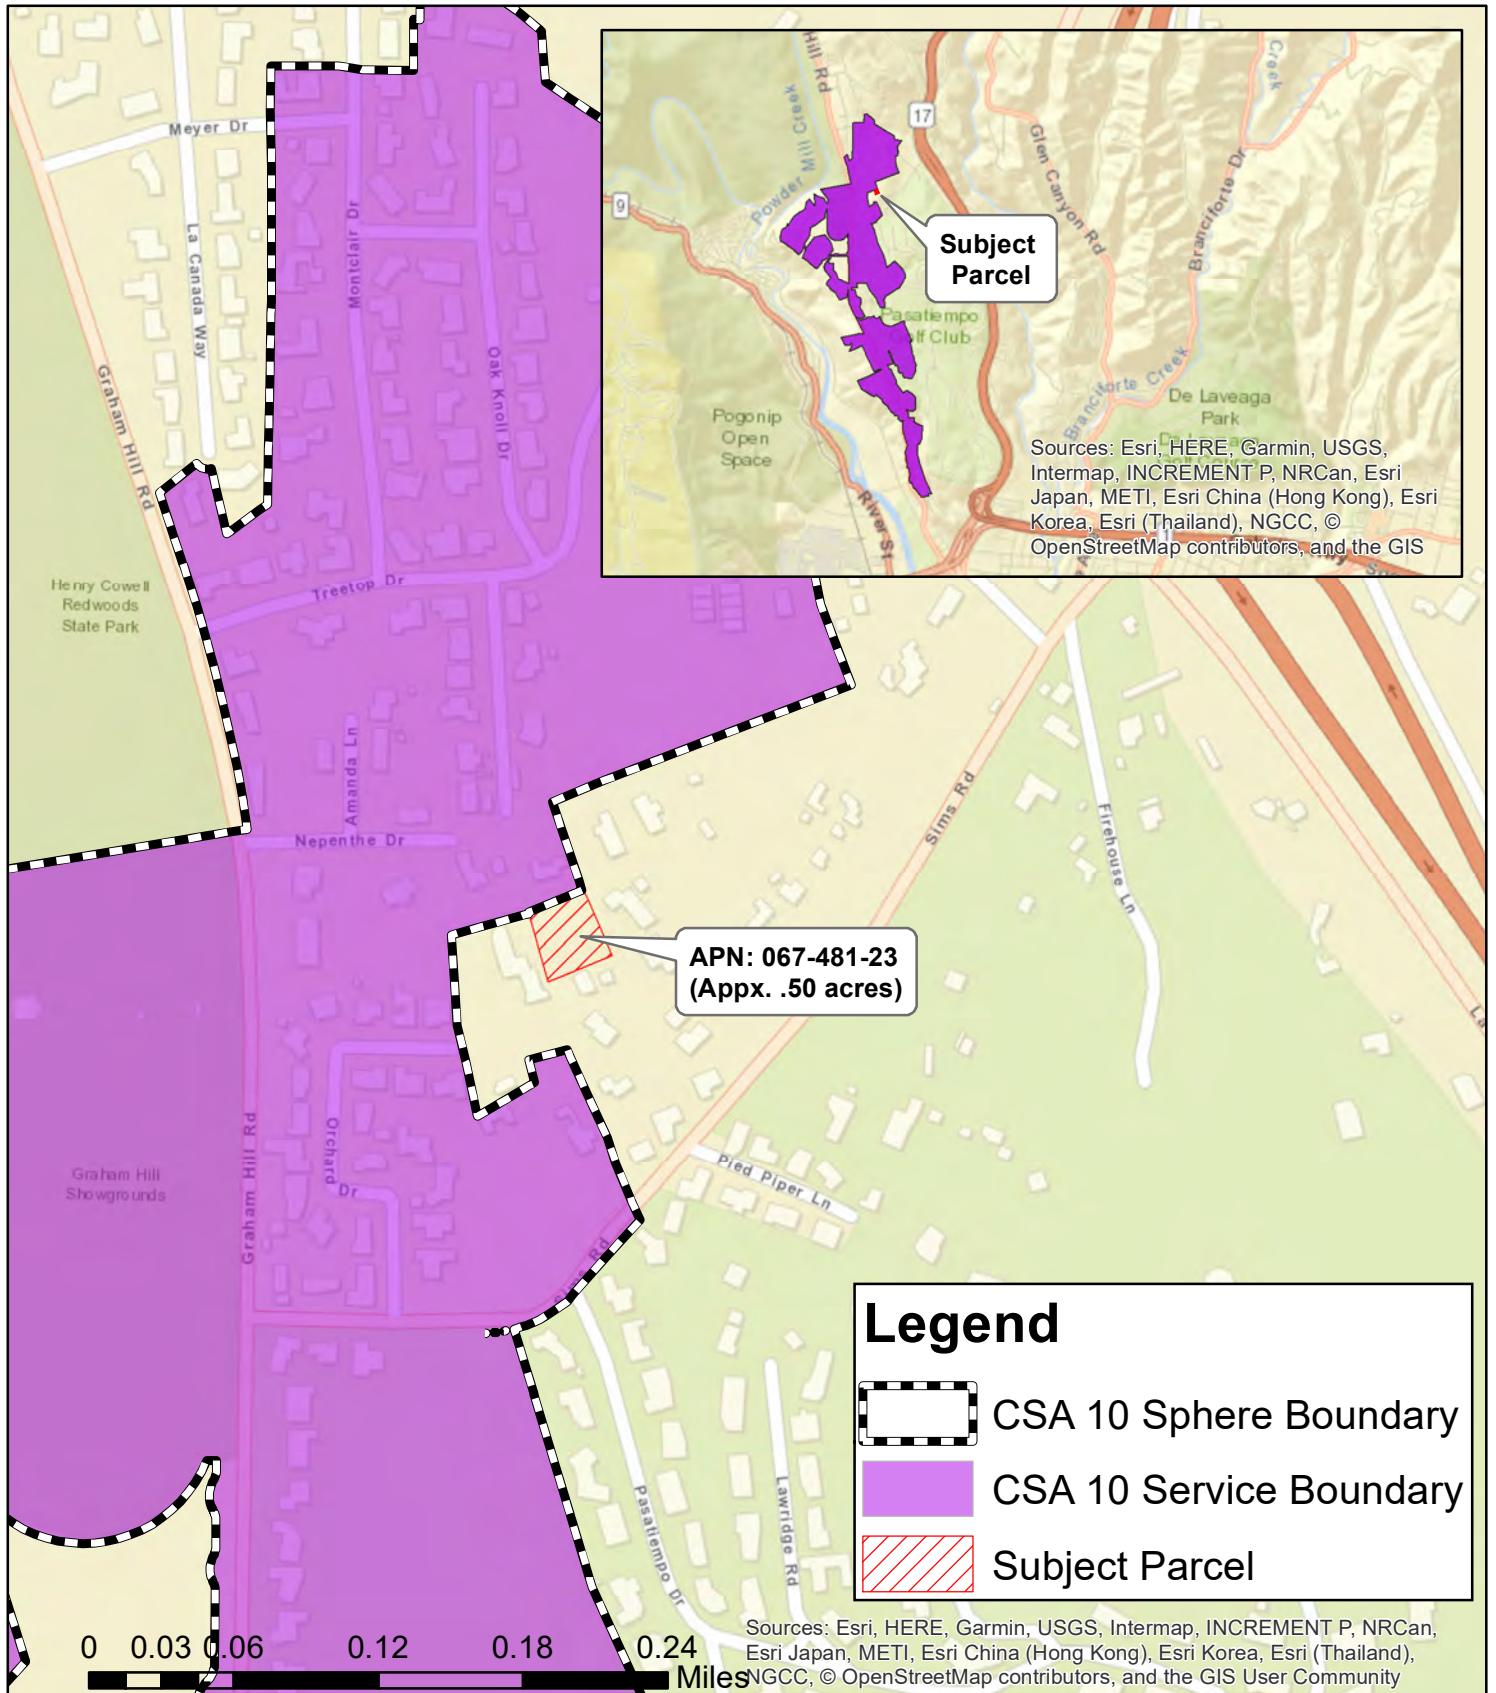 Meyer Dr
La Canada Way
Montclair Dr
Oak Knoll Dr
Graham Hill Rd
Treetop Dr
Henry Cowell
Redwoods
State Park
Amanda Ln
Nepenthe Dr
Sims Rd
Firehouse Ln
APN: 067-481-23
(Appx. .50 acres)
Orchard
Dr
Graham Hill Rd
Graham Hill
Showgrounds
Pied Piper Ln
Sims Rd
Pasatiempo Dr
Lawridge Rd
La
Hill Rd
Powder Mill Creek
17
9
Glen Canyon Rd
Creek
Branciforte Dr
Subject
Parcel
Pasatiempo
Golf Club
Branciforte Creek
De Laveaga
Park
Pogonip
Open
Space
River St
1
Sources: Esri, HERE, Garmin, USGS,
Intermap, INCREMENT P, NRCan, Esri
Japan, METI, Esri China (Hong Kong), Esri
Korea, Esri (Thailand), NGCC, ©
OpenStreetMap contributors, and the GIS
Legend
CSA 10 Sphere Boundary
CSA 10 Service Boundary
Subject Parcel
0 0.03 0.06 0.12 0.18 0.24
Miles
Sources: Esri, HERE, Garmin, USGS, Intermap, INCREMENT P, NRCan,
Esri Japan, METI, Esri China (Hong Kong), Esri Korea, Esri (Thailand),
NGCC, © OpenStreetMap contributors, and the GIS User Community